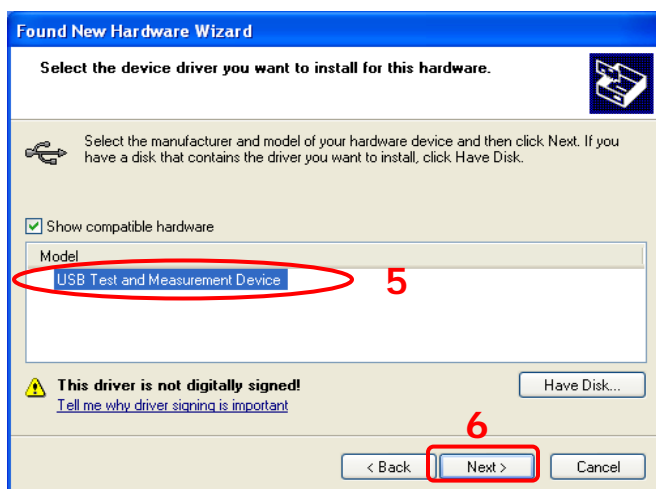 Found New Hardware Wizard
Select the device driver you want to install for this hardware.
Select the manufacturer and model of your hardware device and then click Next. If you
have a disk that contains the driver you want to install, click Have Disk.
Show compatible hardware
Model
USB Test and Measurement Device
5
This driver is not digitally signed!
Have Disk...
Tell me why driver signing is important
6
< Back
Next >
Cancel